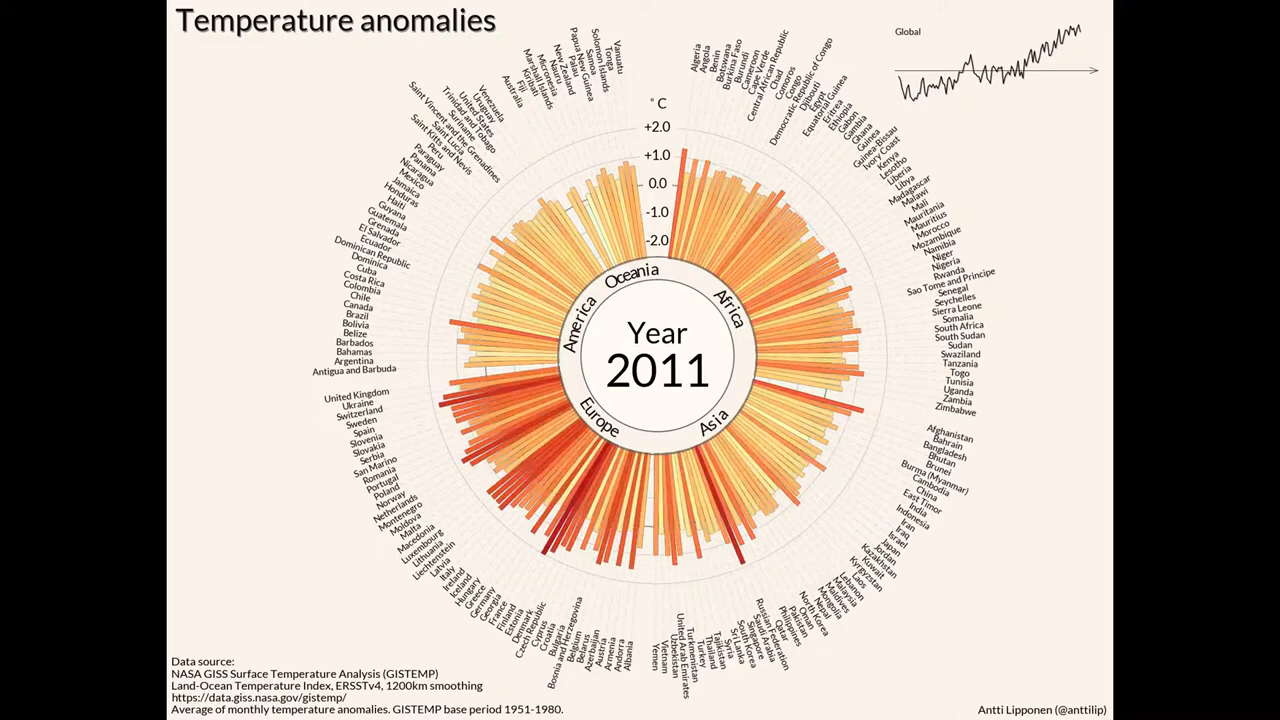 Temperature anomalies
Global
°C
+2.0
+1.0
0.0
-1.0
-2.0
Year
2011
Africa
Asia
Europe
America
Oceania
Algeria
Angola
Benin
Botswana
Burkina Faso
Burundi
Cameroon
Cape Verde
Central African Republic
Chad
Comoros
Congo
Democratic Republic of Congo
Djibouti
Egypt
Equatorial Guinea
Eritrea
Ethiopia
Gabon
Gambia
Ghana
Guinea
Guinea-Bissau
Ivory Coast
Kenya
Lesotho
Liberia
Libya
Madagascar
Malawi
Mali
Mauritania
Mauritius
Morocco
Mozambique
Namibia
Niger
Nigeria
Rwanda
Sao Tome and Principe
Senegal
Seychelles
Sierra Leone
Somalia
South Africa
South Sudan
Sudan
Swaziland
Tanzania
Togo
Tunisia
Uganda
Zambia
Zimbabwe
Afghanistan
Bahrain
Bangladesh
Bhutan
Brunei
Burma (Myanmar)
Cambodia
China
East Timor
India
Indonesia
Iran
Iraq
Israel
Japan
Jordan
Kazakhstan
Kuwait
Kyrgyzstan
Laos
Lebanon
Malaysia
Maldives
Mongolia
Nepal
North Korea
Oman
Pakistan
Philippines
Qatar
Russian Federation
Saudi Arabia
Singapore
South Korea
Sri Lanka
Syria
Tajikistan
Thailand
Turkey
Turkmenistan
United Arab Emirates
Uzbekistan
Vietnam
Yemen
Albania
Andorra
Armenia
Austria
Azerbaijan
Belarus
Belgium
Bosnia and Herzegovina
Bulgaria
Croatia
Cyprus
Czech Republic
Denmark
Estonia
Finland
France
Georgia
Germany
Greece
Hungary
Iceland
Ireland
Italy
Latvia
Liechtenstein
Lithuania
Luxembourg
Macedonia
Malta
Moldova
Montenegro
Netherlands
Norway
Poland
Portugal
Romania
San Marino
Serbia
Slovakia
Slovenia
Spain
Sweden
Switzerland
Ukraine
United Kingdom
Antigua and Barbuda
Argentina
Bahamas
Barbados
Belize
Bolivia
Brazil
Canada
Chile
Colombia
Costa Rica
Cuba
Dominica
Dominican Republic
Ecuador
El Salvador
Grenada
Guatemala
Guyana
Haiti
Honduras
Jamaica
Mexico
Nicaragua
Panama
Paraguay
Peru
Saint Kitts and Nevis
Saint Lucia
Saint Vincent and the Grenadines
Suriname
Trinidad and Tobago
United States
Uruguay
Venezuela
Australia
Fiji
Kiribati
Marshall Islands
Micronesia
Nauru
New Zealand
Palau
Papua New Guinea
Samoa
Solomon Islands
Tonga
Vanuatu
Data source:
NASA GISS Surface Temperature Analysis (GISTEMP)
Land-Ocean Temperature Index, ERSSTv4, 1200km smoothing
https://data.giss.nasa.gov/gistemp/
Average of monthly temperature anomalies. GISTEMP base period 1951-1980.
Antti Lipponen (@anttilip)